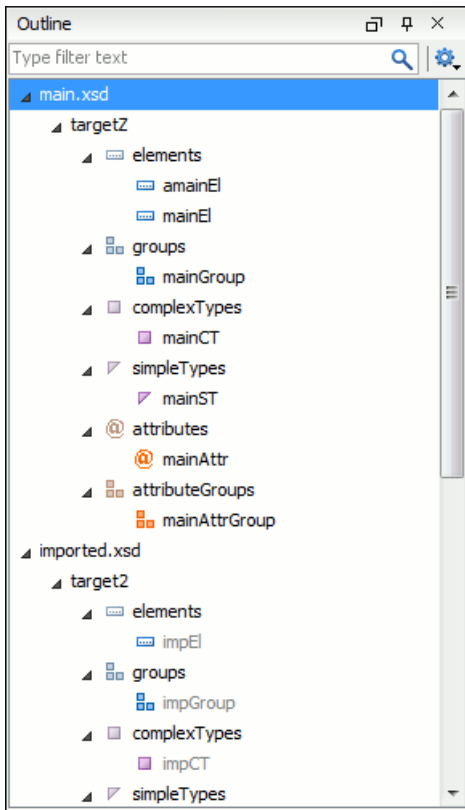 Outline
Type filter text
main.xsd
targetZ
elements
amainEl
mainEl
groups
mainGroup
complexTypes
mainCT
simpleTypes
mainST
attributes
mainAttr
attributeGroups
mainAttrGroup
imported.xsd
target2
elements
impEl
groups
impGroup
complexTypes
impCT
simpleTypes